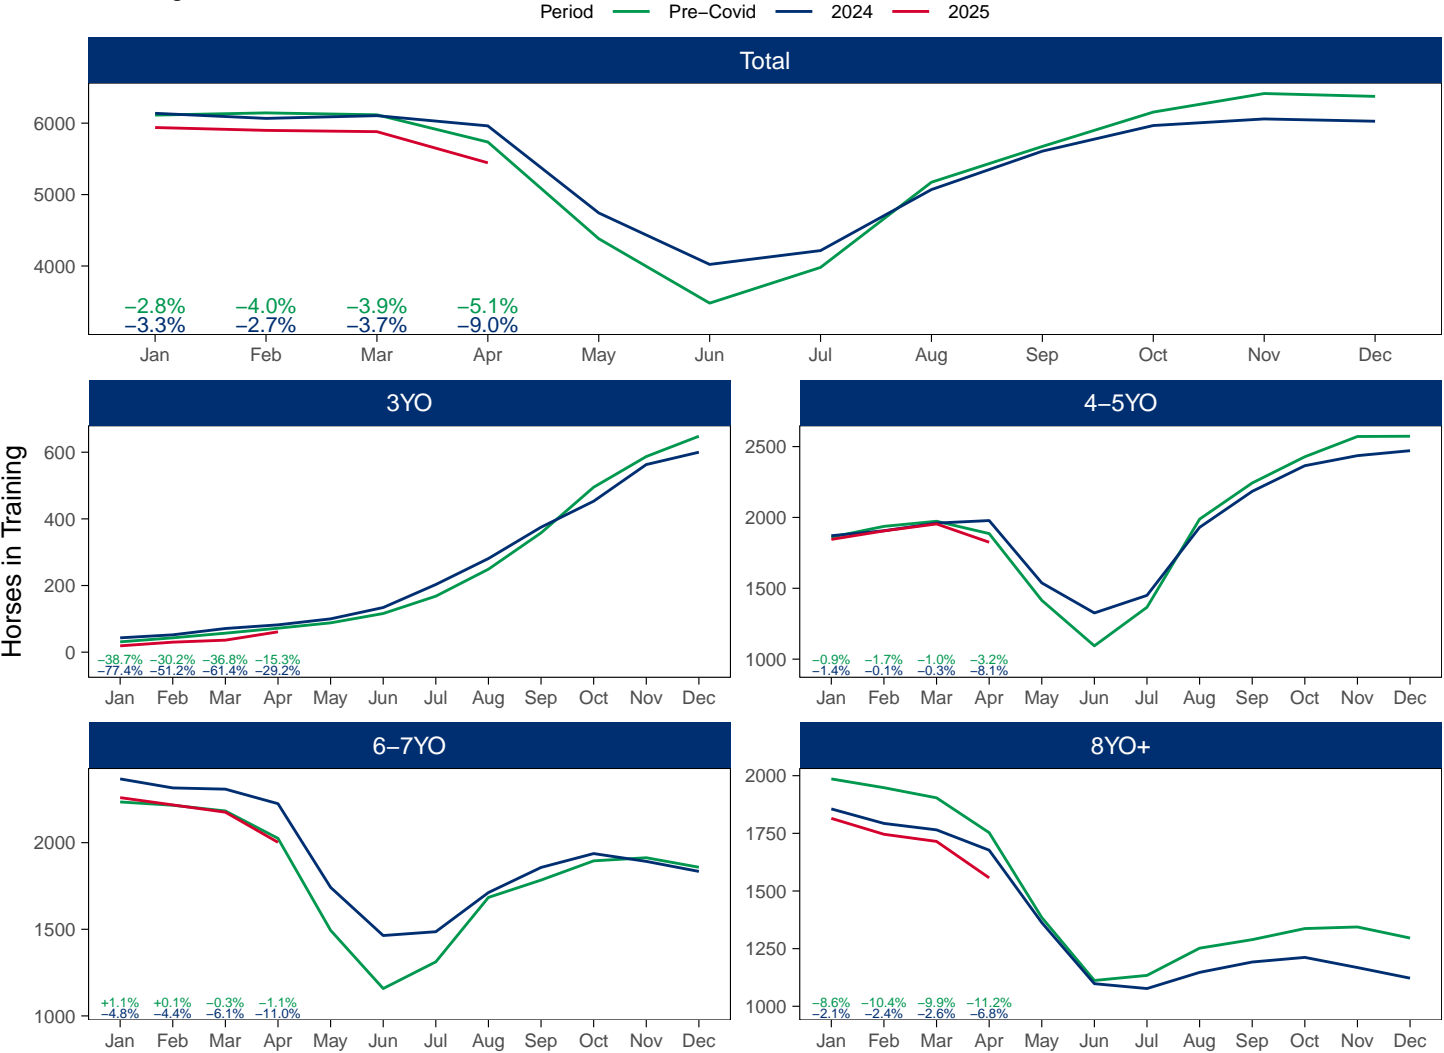 Period Pre−Covid 2024 2025
Total
6000
5000
4000
−2.8% −4.0% −3.9% −5.1%
−3.3% −2.7% −3.7% −9.0%
Jan Feb Mar Apr May Jun Jul Aug Sep Oct Nov Dec
Horses in Training
3YO
600
400
200
0
−38.7% −30.2% −36.8% −15.3%
−77.4% −51.2% −61.4% −29.2%
Jan Feb Mar Apr May Jun Jul Aug Sep Oct Nov Dec
4−5YO
2500
2000
1500
1000
−0.9% −1.7% −1.0% −3.2%
−1.4% −0.1% −0.3% −8.1%
Jan Feb Mar Apr May Jun Jul Aug Sep Oct Nov Dec
6−7YO
2000
1500
1000
+1.1% +0.1% −0.3% −1.1%
−4.8% −4.4% −6.1% −11.0%
Jan Feb Mar Apr May Jun Jul Aug Sep Oct Nov Dec
8YO+
2000
1750
1500
1250
1000
−8.6% −10.4% −9.9% −11.2%
−2.1% −2.4% −2.6% −6.8%
Jan Feb Mar Apr May Jun Jul Aug Sep Oct Nov Dec